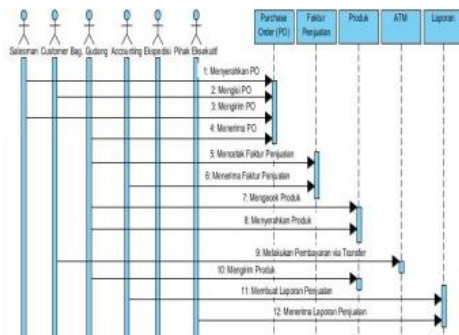 Purchase Order (PO)
Faktur Penjualan
Produk
ATM
Laporan
Salesman
Customer
Bag. Gudang
Accounting
Ekspedisi
Pihak Eksekutif
1: Menyerahkan PO
2: Mengisi PO
3: Mengirim PO
4: Menerima PO
5: Mencetak Faktur Penjualan
6: Menerima Faktur Penjualan
7: Mengecek Produk
8: Menyerahkan Produk
9: Melakukan Pembayaran via Transfer
10: Mengirim Produk
11: Membuat Laporan Penjualan
12: Menerima Laporan Penjualan